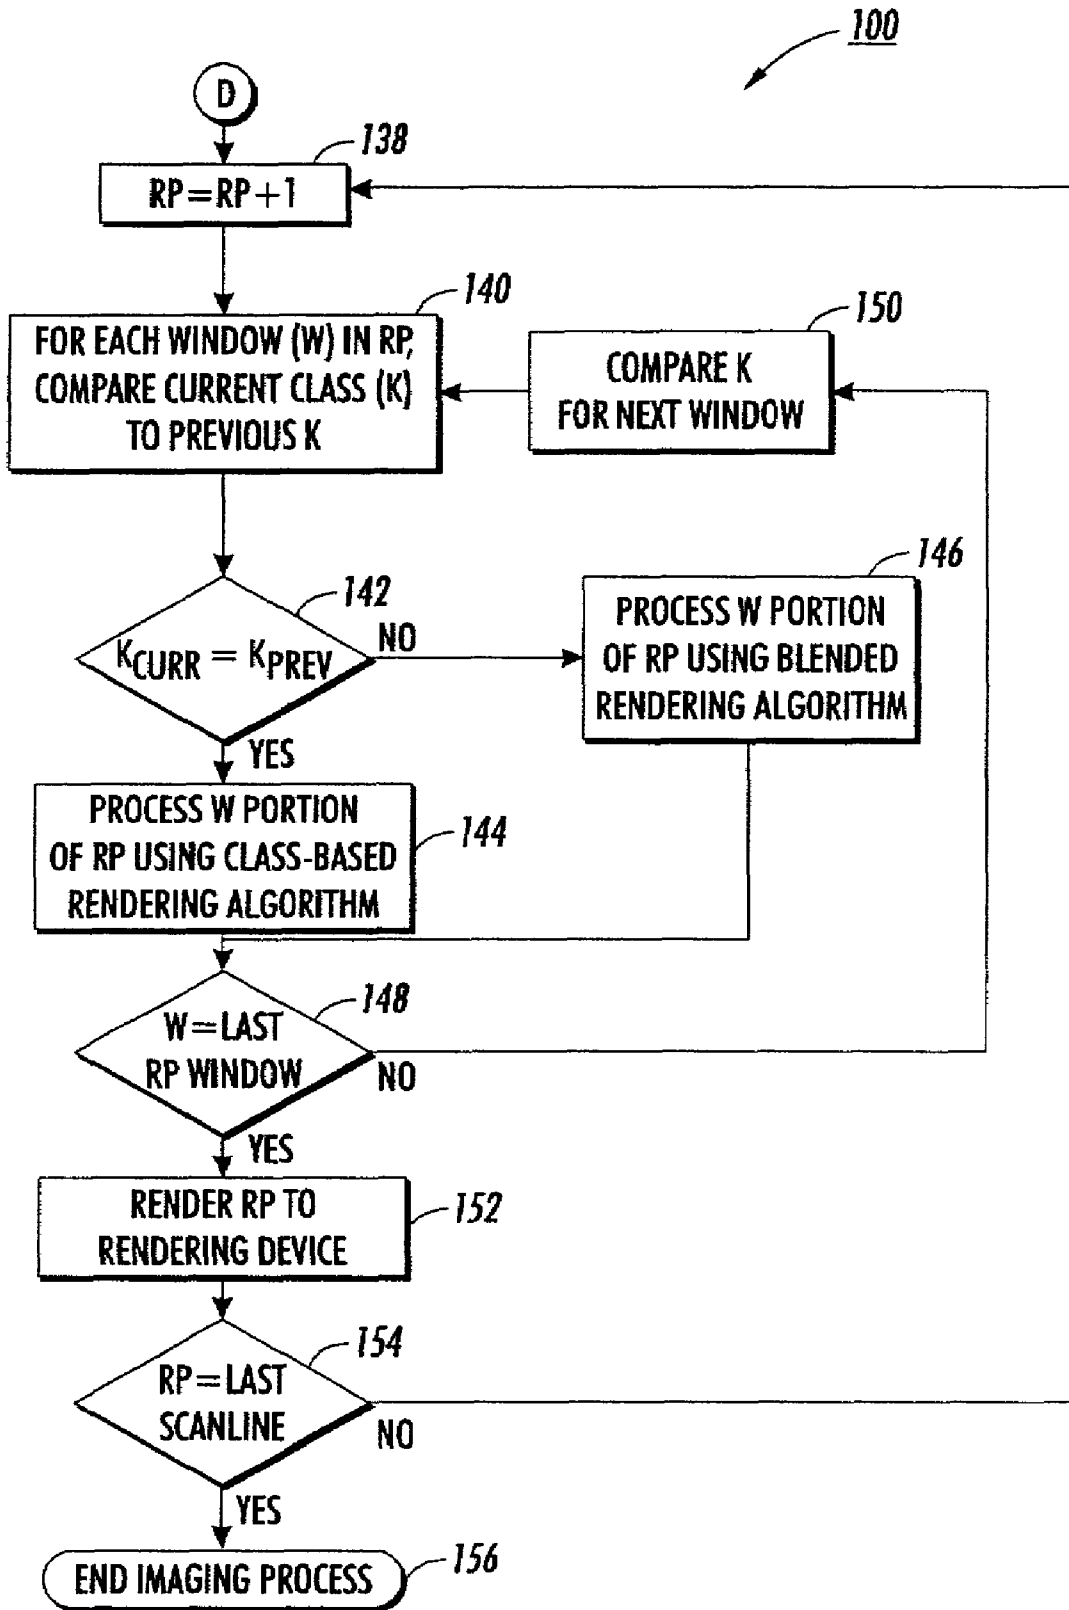 100
D
138
RP=RP+1
140
FOR EACH WINDOW (W) IN RP,
COMPARE CURRENT CLASS (K)
TO PREVIOUS K
150
COMPARE K
FOR NEXT WINDOW
142
KCURR = KPREV
NO
146
PROCESS W PORTION
OF RP USING BLENDED
RENDERING ALGORITHM
YES
PROCESS W PORTION
OF RP USING CLASS-BASED
RENDERING ALGORITHM
144
148
W=LAST
RP WINDOW
NO
YES
RENDER RP TO
RENDERING DEVICE
152
154
RP=LAST
SCANLINE
NO
YES
END IMAGING PROCESS
156